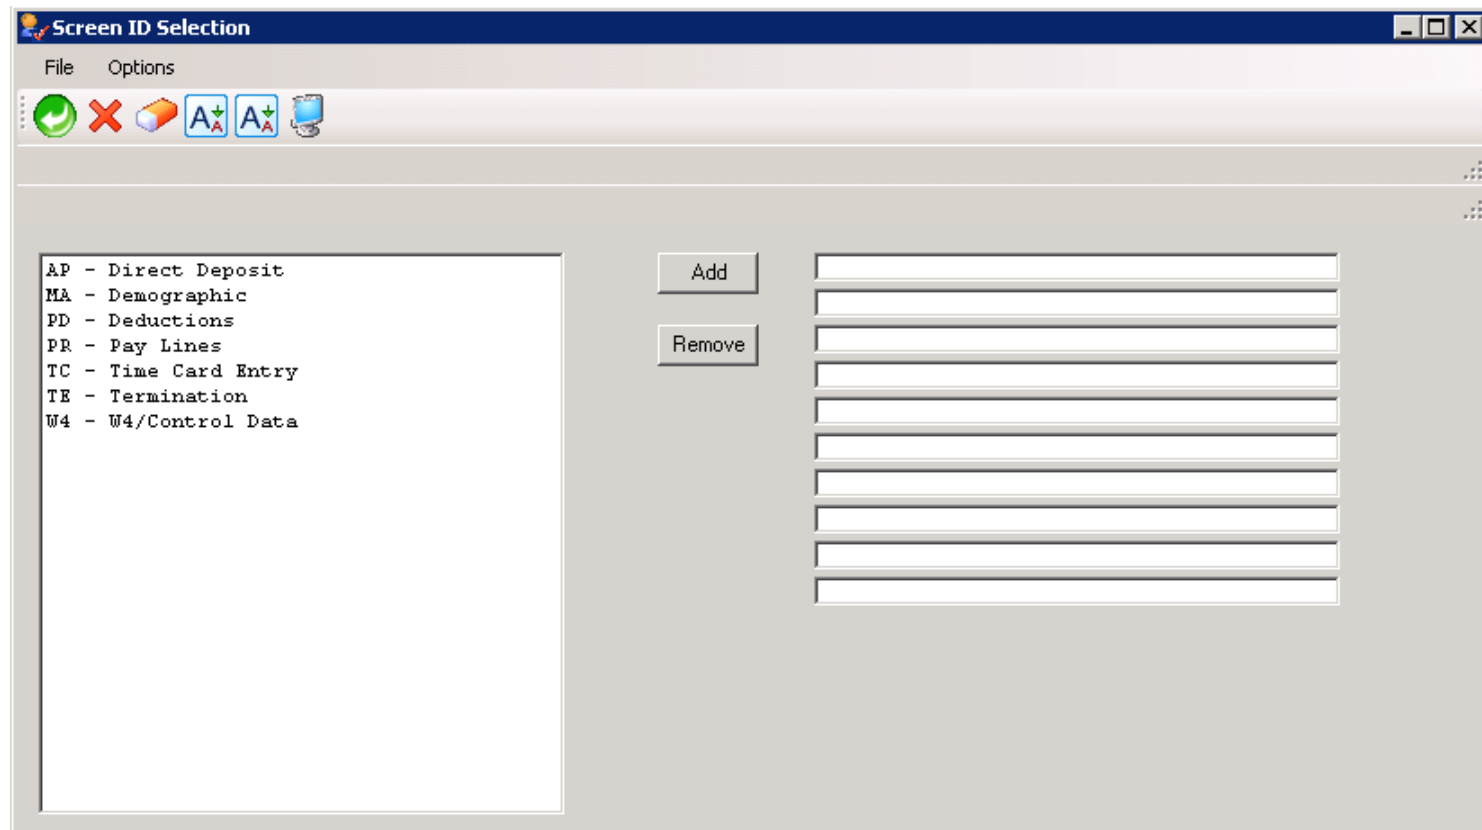 Screen ID Selection
File Options
A A A A
AP - Direct Deposit
MA - Demographic
PD - Deductions
PR - Pay Lines
TC - Time Card Entry
TE - Termination
W4 - W4/Control Data
Add
Remove